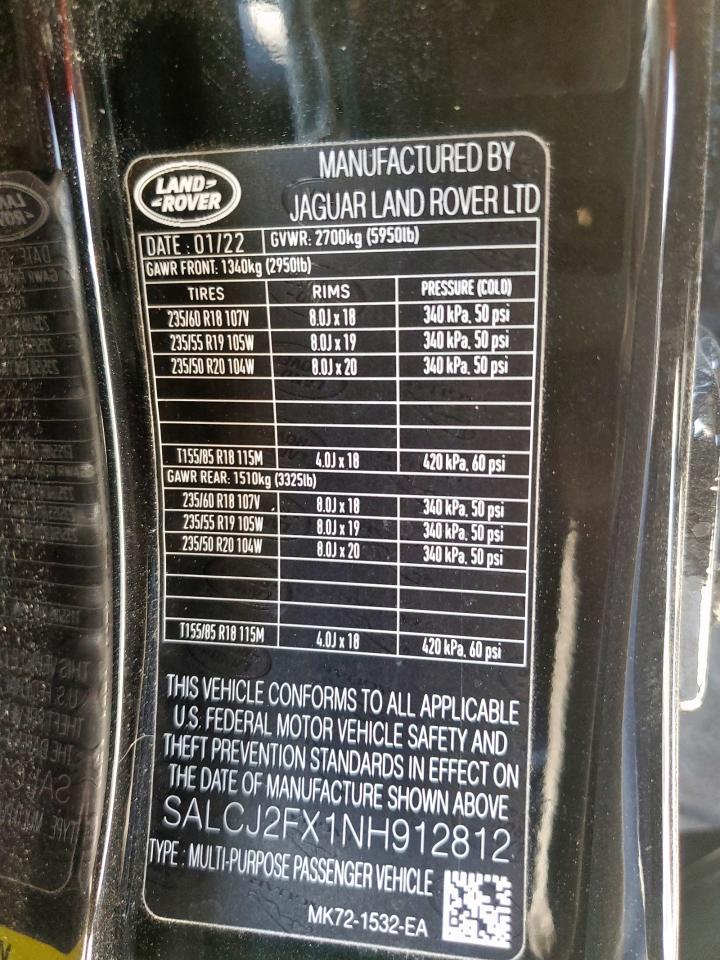 LAND-
-ROVER
MANUFACTURED BY
JAGUAR LAND ROVER LTD
DATE : 01/22 GVWR: 2700kg (5950lb)
GAWR FRONT: 1340kg (2950lb)
TIRES RIMS PRESSURE (COLD)
235/60 R18 107V 8.0J x 18 340 kPa, 50 psi
235/55 R19 105W 8.0J x 19 340 kPa, 50 psi
235/50 R20 104W 8.0J x 20 340 kPa, 50 psi
T155/85 R18 115M 4.0J x 18 420 kPa, 60 psi
GAWR REAR: 1510kg (3325lb)
235/60 R18 107V 8.0J x 18 340 kPa, 50 psi
235/55 R19 105W 8.0J x 19 340 kPa, 50 psi
235/50 R20 104W 8.0J x 20 340 kPa, 50 psi
T155/85 R18 115M 4.0J x 18 420 kPa, 60 psi
THIS VEHICLE CONFORMS TO ALL APPLICABLE
U.S. FEDERAL MOTOR VEHICLE SAFETY AND
THEFT PREVENTION STANDARDS IN EFFECT ON
THE DATE OF MANUFACTURE SHOWN ABOVE
SALCJ2FX1NH912812
TYPE : MULTI-PURPOSE PASSENGER VEHICLE
MK72-1532-EA